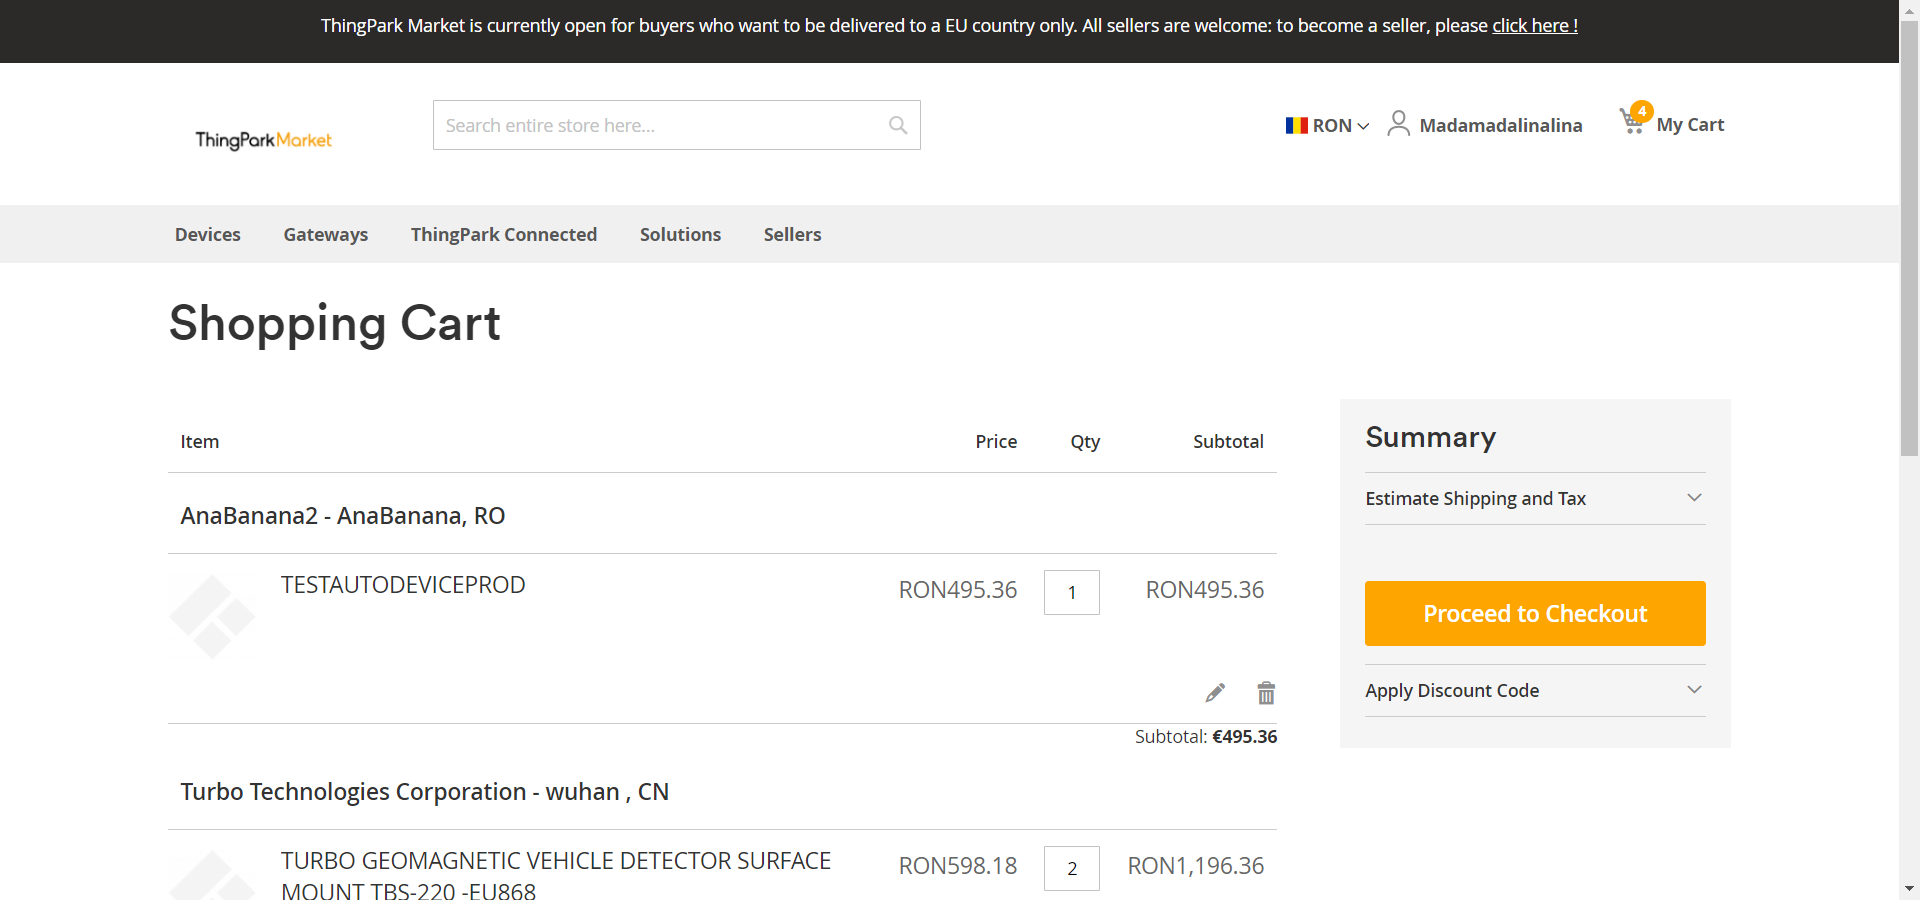 ThingPark Market is currently open for buyers who want to be delivered to a EU country only. All sellers are welcome: to become a seller, please click here !
ThingParkMarket
Search entire store here...
RON
Madamadalinalina
4
My Cart
Devices
Gateways
ThingPark Connected
Solutions
Sellers
Shopping Cart
Item
Price
Qty
Subtotal
AnaBanana2 - AnaBanana, RO
TESTAUTODEVICEPROD
RON495.36
1
RON495.36
Subtotal: €495.36
Turbo Technologies Corporation - wuhan , CN
TURBO GEOMAGNETIC VEHICLE DETECTOR SURFACE
MOUNT TBS-220 -EU868
RON598.18
2
RON1,196.36
Summary
Estimate Shipping and Tax
Proceed to Checkout
Apply Discount Code